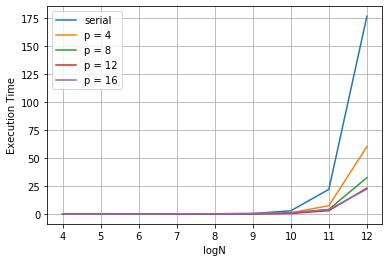 serial
p = 4
p = 8
p = 12
p = 16
175
150
125
100
75
50
25
0
Execution Time
4 5 6 7 8 9 10 11 12
logN